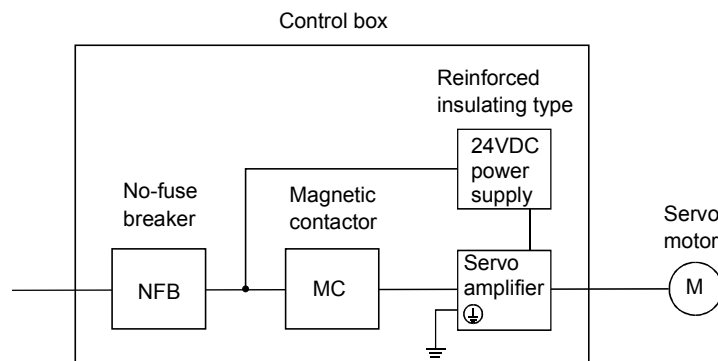 Control box
Reinforced
insulating type
24VDC
power
supply
No-fuse
breaker
Magnetic
contactor
Servo
motor
NFB
MC
Servo
amplifier
M